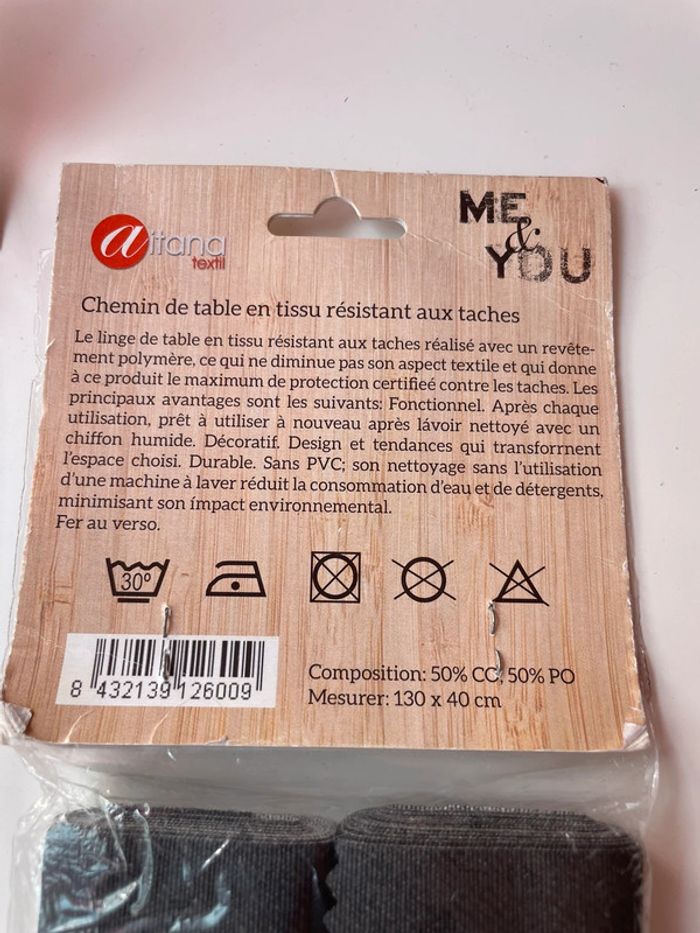 aitana
textil
ME
&
YOU
Chemin de table en tissu résistant aux taches
Le linge de table en tissu résistant aux taches réalisé avec un revête-
ment polymère, ce qui ne diminue pas son aspect textile et qui donne
à ce produit le maximum de protection certifieé contre les taches. Les
principaux avantages sont les suivants: Fonctionnel. Après chaque
utilisation, prêt à utiliser à nouveau après lávoir nettoyé avec un
chiffon humide. Décoratif. Design et tendances qui transforrnent
l'espace choisi. Durable. Sans PVC; son nettoyage sans l'utilisation
d'une machine à laver réduit la consommation d'eau et de détergents,
minimisant son ímpact environnemental.
Fer au verso.
30º
8 432139 126009
Composition: 50% CO, 50% PO
Mesurer: 130 x 40 cm